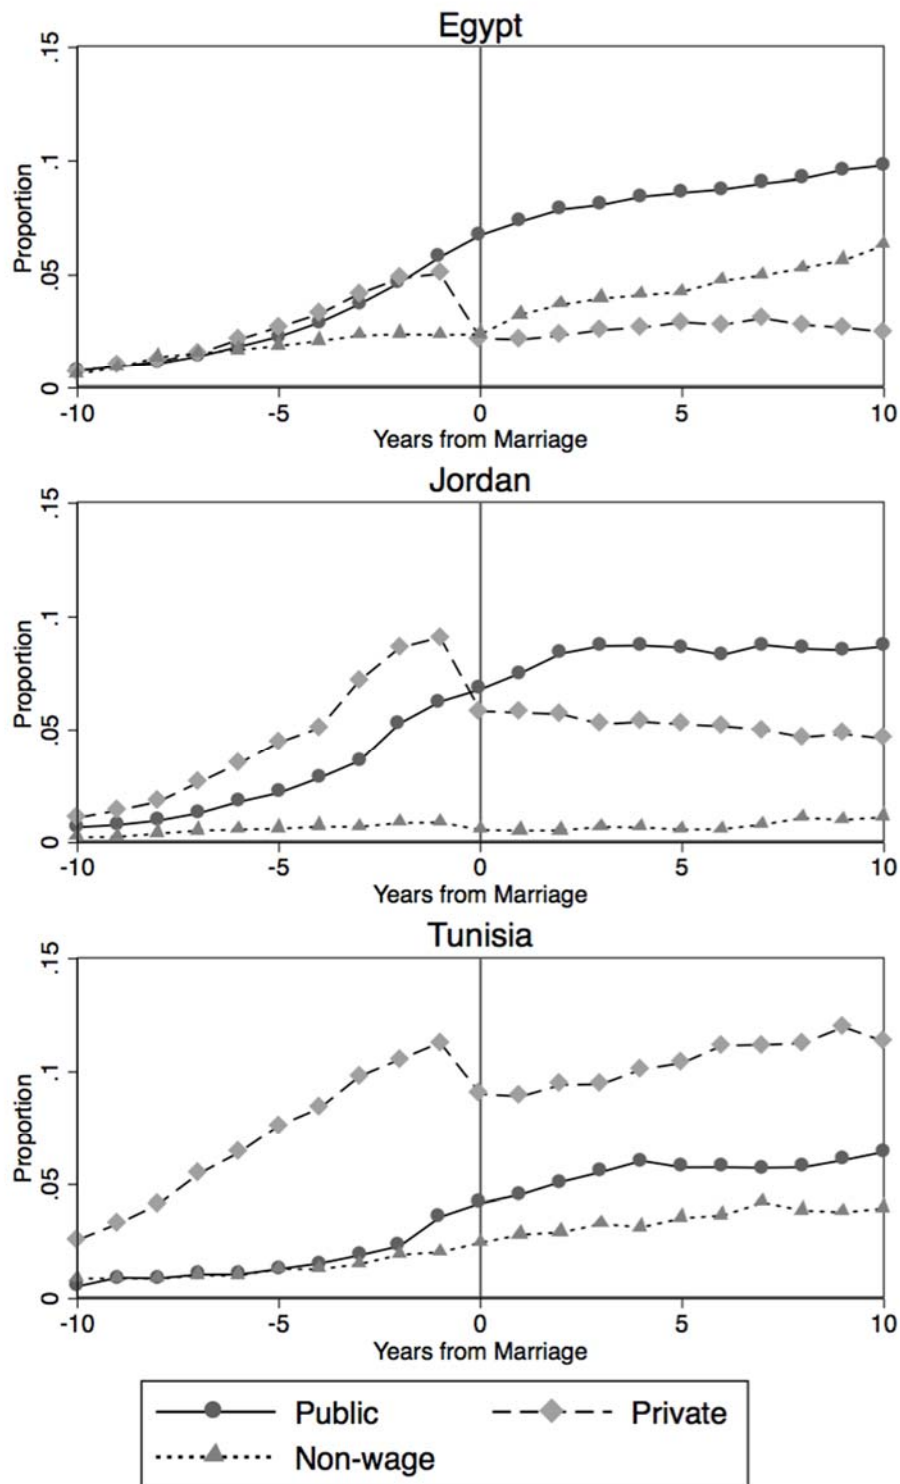 Egypt
.15
.1
.05
0
Proportion
-10 -5 0 5 10
Years from Marriage
Jordan
.15
.1
.05
0
Proportion
-10 -5 0 5 10
Years from Marriage
Tunisia
.15
.1
.05
0
Proportion
-10 -5 0 5 10
Years from Marriage
Public Private
Non-wage